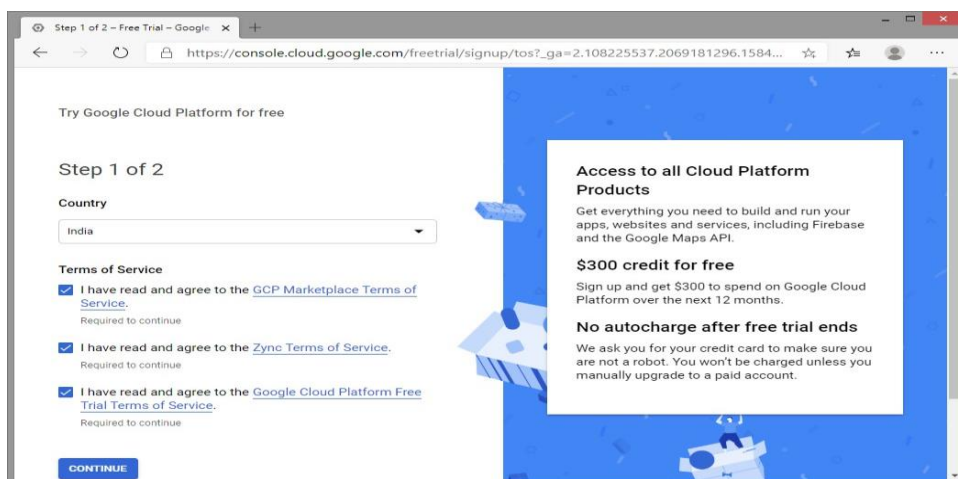 Step 1 of 2 – Free Trial – Google
https://console.cloud.google.com/freetrial/signup/tos?_ga=2.108225537.2069181296.1584...
Try Google Cloud Platform for free
Step 1 of 2
Country
India
Terms of Service
I have read and agree to the GCP Marketplace Terms of
Service.
Required to continue
I have read and agree to the Zync Terms of Service.
Required to continue
I have read and agree to the Google Cloud Platform Free
Trial Terms of Service.
Required to continue
CONTINUE
Access to all Cloud Platform
Products
Get everything you need to build and run your
apps, websites and services, including Firebase
and the Google Maps API.
$300 credit for free
Sign up and get $300 to spend on Google Cloud
Platform over the next 12 months.
No autocharge after free trial ends
We ask you for your credit card to make sure you
are not a robot. You won't be charged unless you
manually upgrade to a paid account.